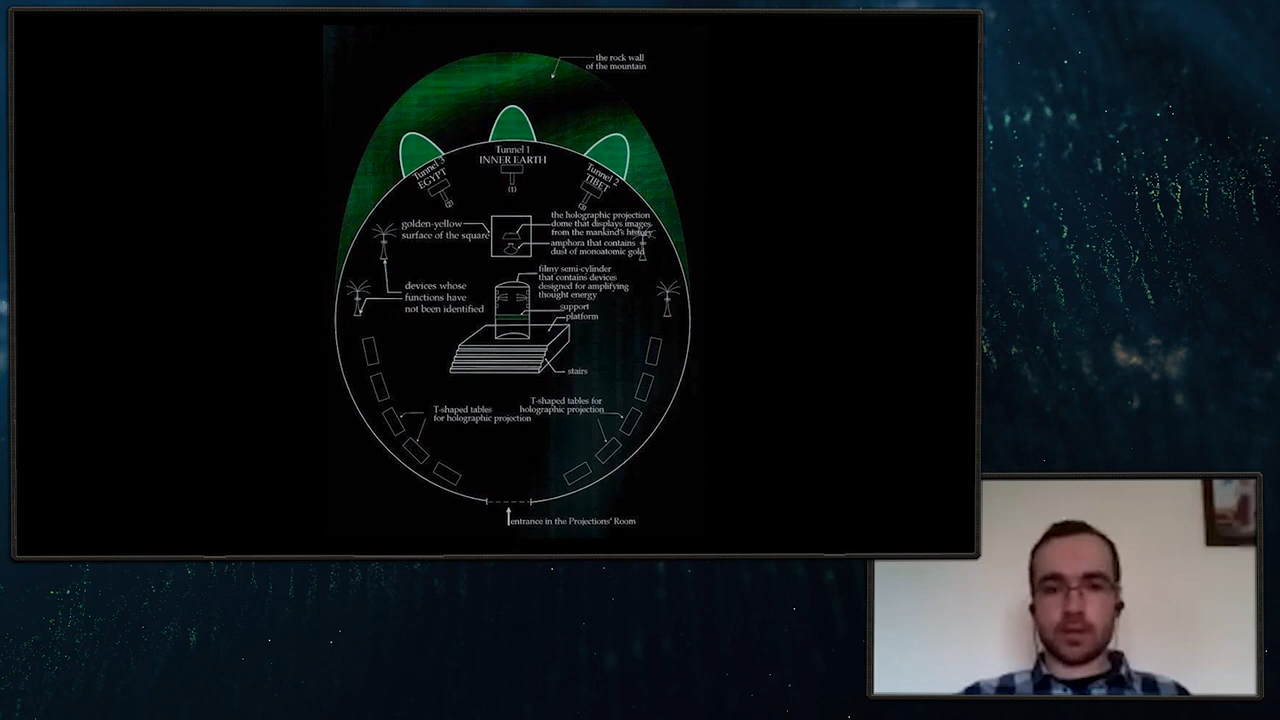 the rock wall
of the mountain
Tunnel 1
INNER EARTH
(1)
Tunnel 3
EGYPT
(2)
Tunnel 2
TIBET
(3)
golden-yellow
surface of the square
the holographic projection
dome that displays images
from the mankind's history
amphora that contains
dust of monoatomic gold
devices whose
functions have
not been identified
filmy semi-cylinder
that contains devices
designed for amplifying
thought energy
support
platform
stairs
T-shaped tables
for holographic projection
T-shaped tables for
holographic projection
entrance in the Projections' Room